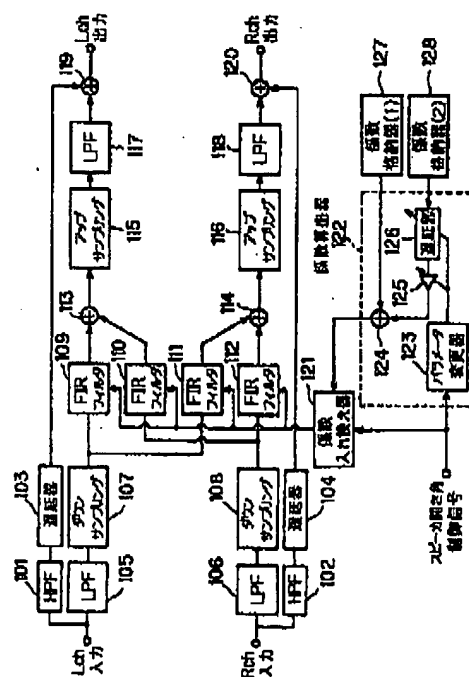 Lch
入力
101
HPF
103
遅延器
105
LPF
107
ダウン
サンプリング
109
FIR
フィルタ
110
FIR
フィルタ
111
FIR
フィルタ
112
FIR
フィルタ
113
115
アップ
サンプリング
117
LPF
119
Lch
出力
Rch
入力
106
LPF
108
ダウン
サンプリング
102
HPF
104
遅延器
114
116
アップ
サンプリング
118
LPF
120
Rch
出力
121
係数
入れ換え器
係数算出器
122
123
パラメータ
変更器
124
125
126
遅延器
127
係数
格納器(1)
128
係数
格納器(2)
スピーカ開き角
制御信号